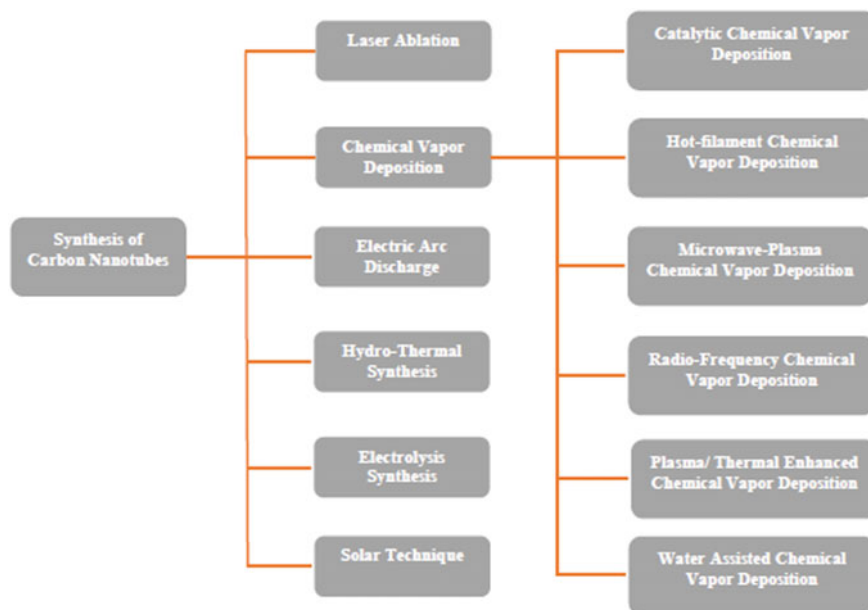 Synthesis of
Carbon Nanotubes
Laser Ablation
Chemical Vapor
Deposition
Electric Arc
Discharge
Hydro-Thermal
Synthesis
Electrolysis
Synthesis
Solar Technique
Catalytic Chemical Vapor
Deposition
Hot-filament Chemical
Vapor Deposition
Microwave-Plasma
Chemical Vapor Deposition
Radio-Frequency Chemical
Vapor Deposition
Plasma/ Thermal Enhanced
Chemical Vapor Deposition
Water Assisted Chemical
Vapor Deposition